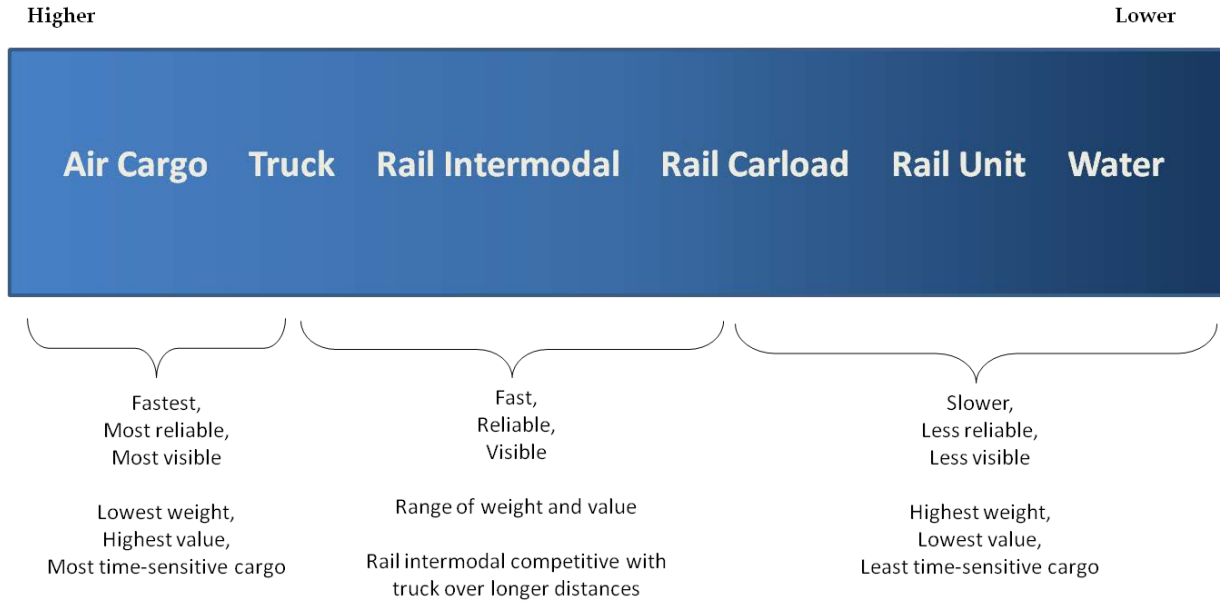 Higher Lower
Air Cargo Truck Rail Intermodal Rail Carload Rail Unit Water
Fastest,
Most reliable,
Most visible
Lowest weight,
Highest value,
Most time-sensitive cargo
Fast,
Reliable,
Visible
Range of weight and value
Rail intermodal competitive with
truck over longer distances
Slower,
Less reliable,
Less visible
Highest weight,
Lowest value,
Least time-sensitive cargo